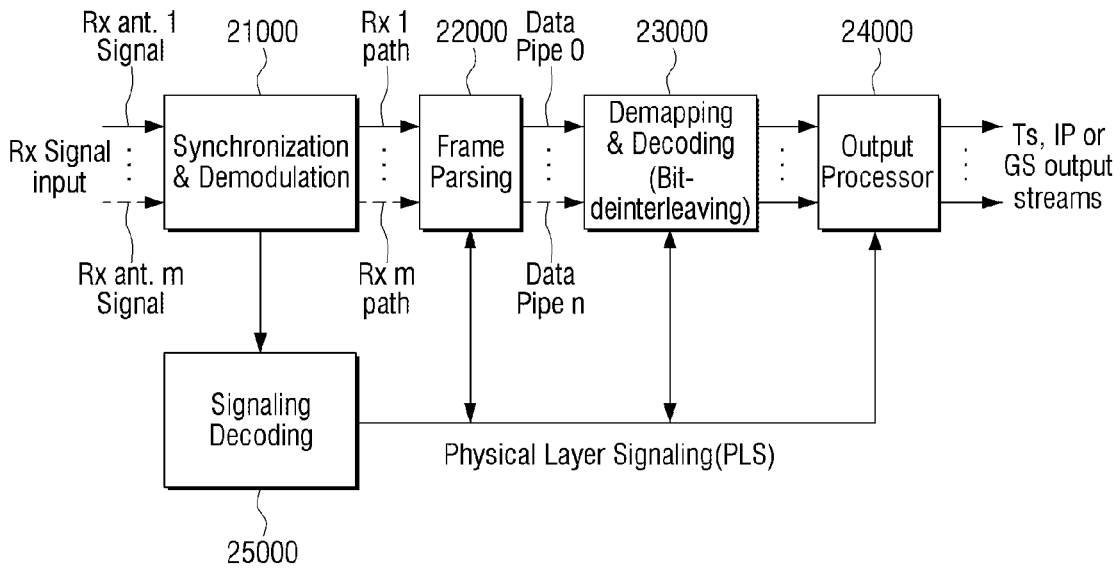 Rx ant. 1
Signal
21000
Rx 1
path
22000
Data
Pipe 0
23000
24000
Rx Signal
input
Synchronization
& Demodulation
Frame
Parsing
Demapping
& Decoding
(Bit-
deinterleaving)
Output
Processor
Ts, IP or
GS output
streams
Rx ant. m
Signal
Rx m
path
Data
Pipe n
Signaling
Decoding
Physical Layer Signaling(PLS)
25000